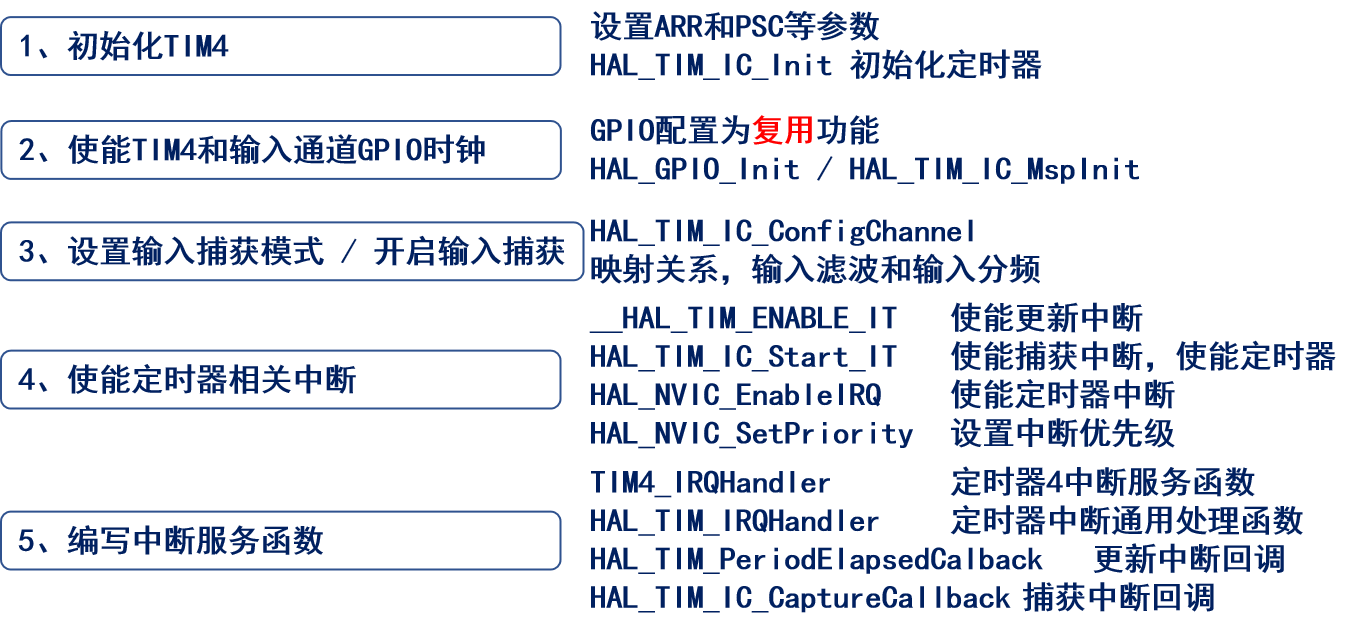 1、初始化TIM4
设置ARR和PSC等参数
HAL_TIM_IC_Init 初始化定时器
2、使能TIM4和输入通道GPIO时钟
GPIO配置为复用功能
HAL_GPIO_Init / HAL_TIM_IC_MspInit
3、设置输入捕获模式 / 开启输入捕获
HAL_TIM_IC_ConfigChannel
映射关系，输入滤波和输入分频
4、使能定时器相关中断
__HAL_TIM_ENABLE_IT 使能更新中断
HAL_TIM_IC_Start_IT 使能捕获中断，使能定时器
HAL_NVIC_EnableIRQ 使能定时器中断
HAL_NVIC_SetPriority 设置中断优先级
5、编写中断服务函数
TIM4_IRQHandler 定时器4中断服务函数
HAL_TIM_IRQHandler 定时器中断通用处理函数
HAL_TIM_PeriodElapsedCalback 更新中断回调
HAL_TIM_IC_CaptureCallback 捕获中断回调